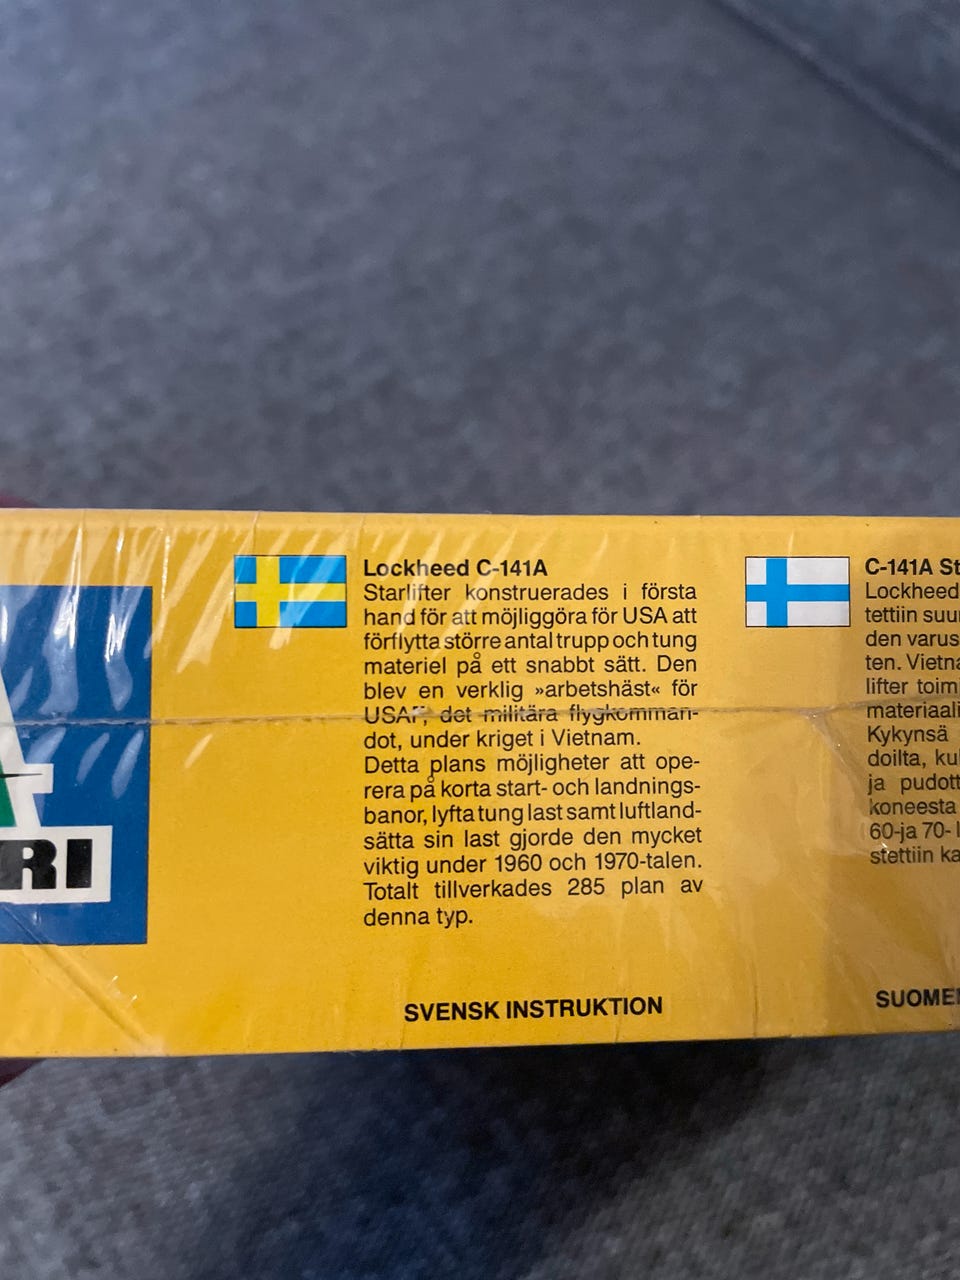 RI
Lockheed C-141A
Starlifter konstruerades i första
hand för att möjliggöra för USA att
förflytta större antal trupp och tung
materiel på ett snabbt sätt. Den
blev en verklig »arbetshäst« för
USAF, det militära flygkomman-
dot, under kriget i Vietnam.
Detta plans möjligheter att ope-
rera på korta start- och landnings-
banor, lyfta tung last samt luftland-
sätta sin last gjorde den mycket
viktig under 1960 och 1970-talen.
Totalt tillverkades 285 plan av
denna typ.
SVENSK INSTRUKTION
C-141A St
Lockheed
tettiin suur
den varus
ten. Vietna
lifter toimi
materiaali
Kykynsä
doilta, kul
ja pudott
koneesta
60-ja 70-l
stettiin ka
SUOMEN